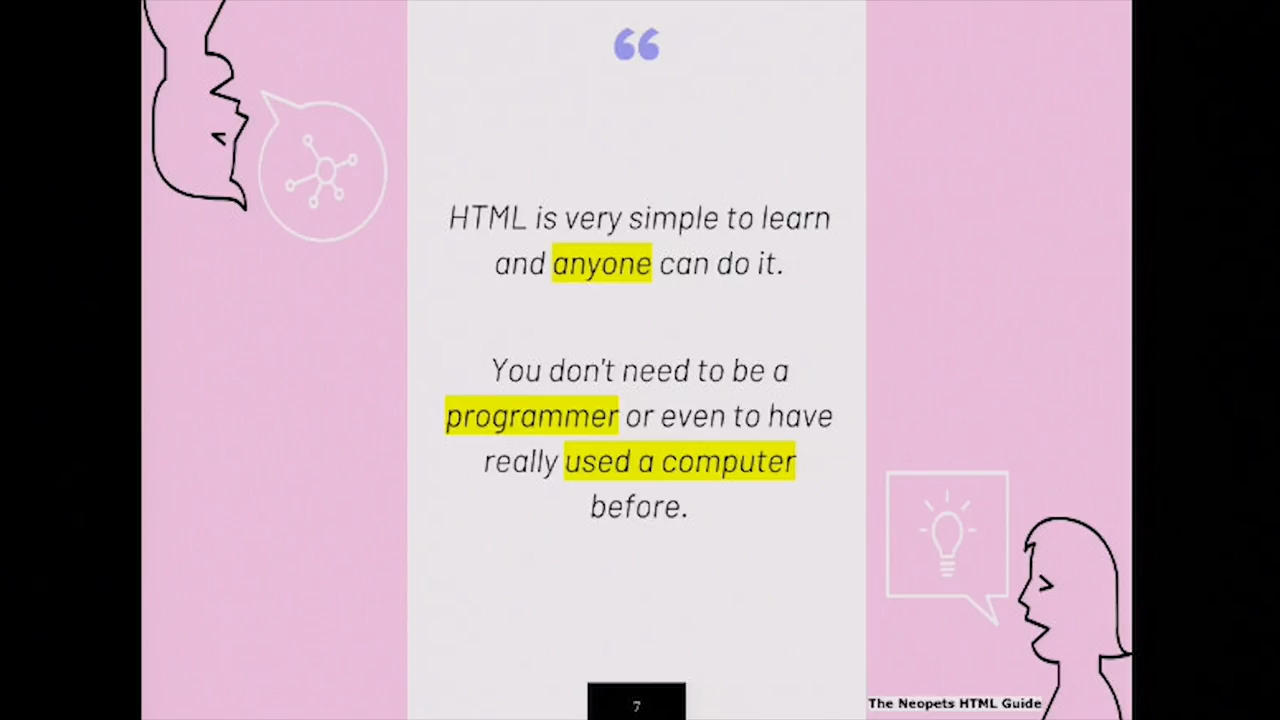 “
HTML is very simple to learn
and anyone can do it.
You don't need to be a
programmer or even to have
really used a computer
before.
7
The Neopets HTML Guide